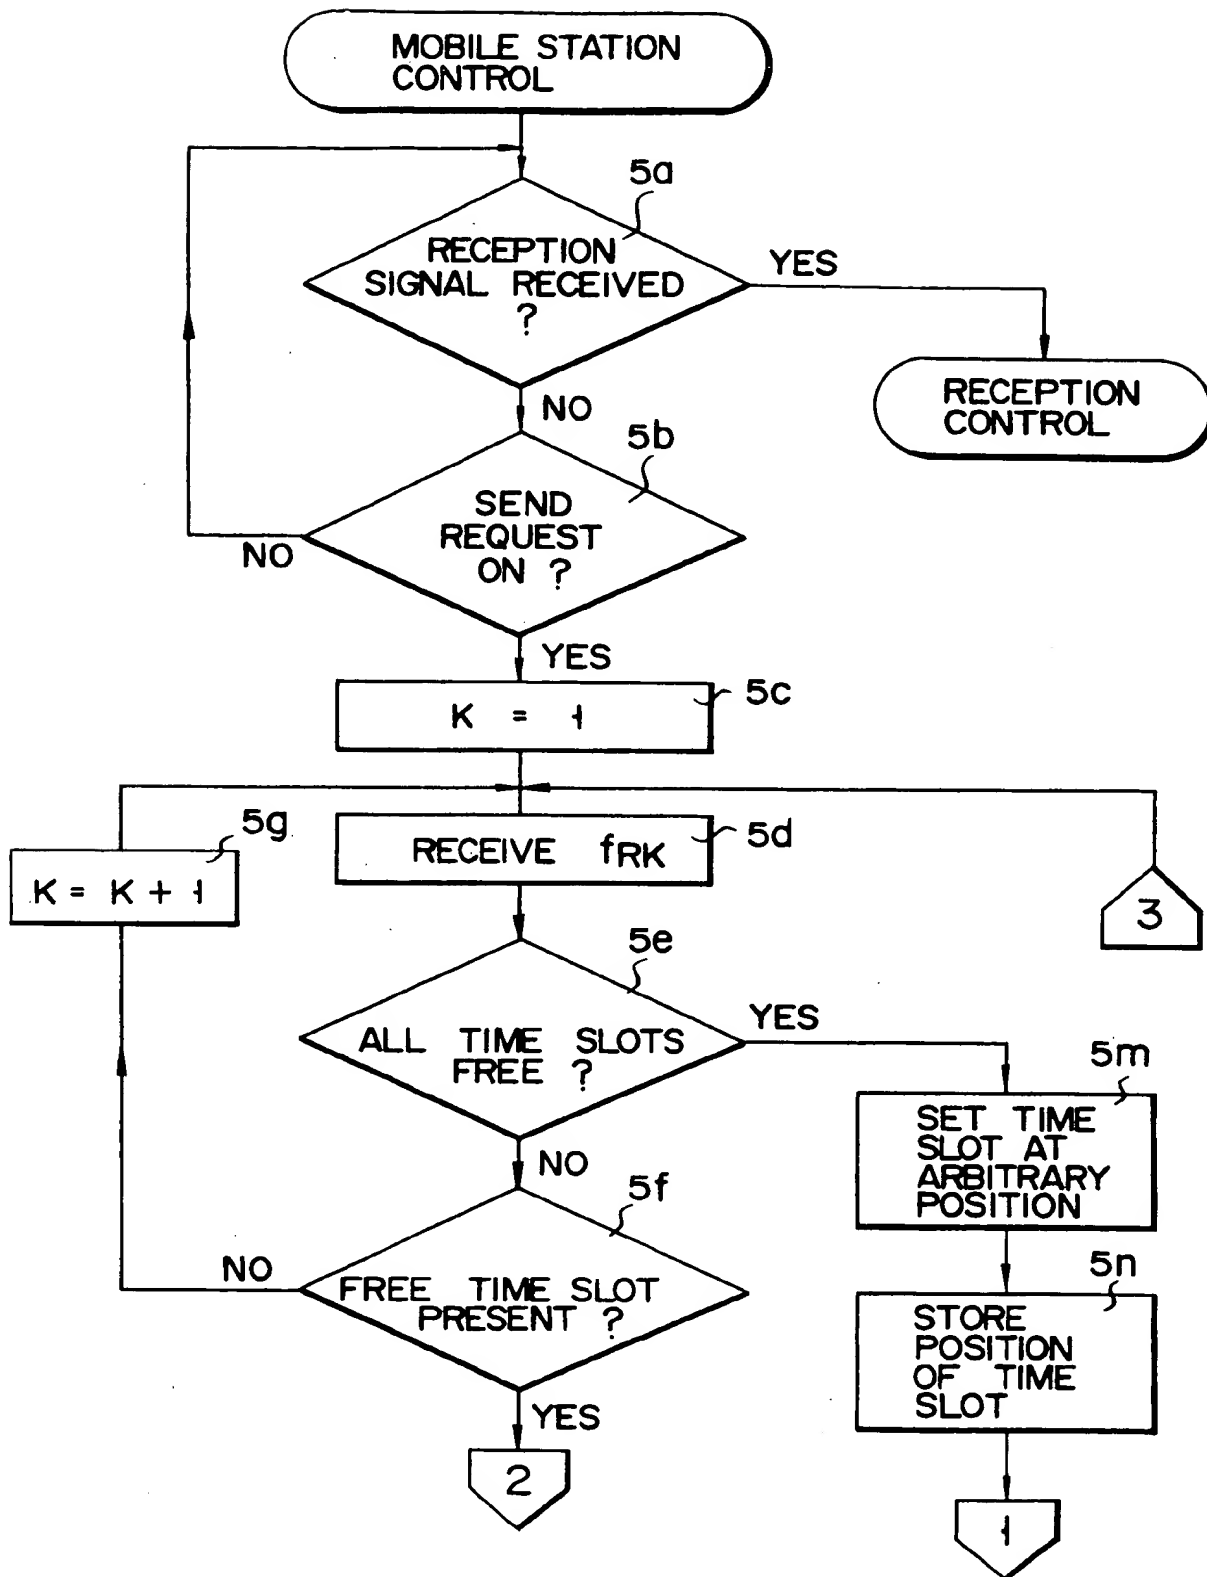 MOBILE STATION
CONTROL
5a
RECEPTION
SIGNAL RECEIVED
?
YES
RECEPTION
CONTROL
NO
5b
SEND
REQUEST
ON ?
NO
YES
5c
K = 1
5g
K = K + 1
5d
RECEIVE fRK
3
5e
ALL TIME SLOTS
FREE ?
YES
5m
SET TIME
SLOT AT
ARBITRARY
POSITION
NO
5f
FREE TIME SLOT
PRESENT ?
NO
5n
STORE
POSITION
OF TIME
SLOT
YES
2
1